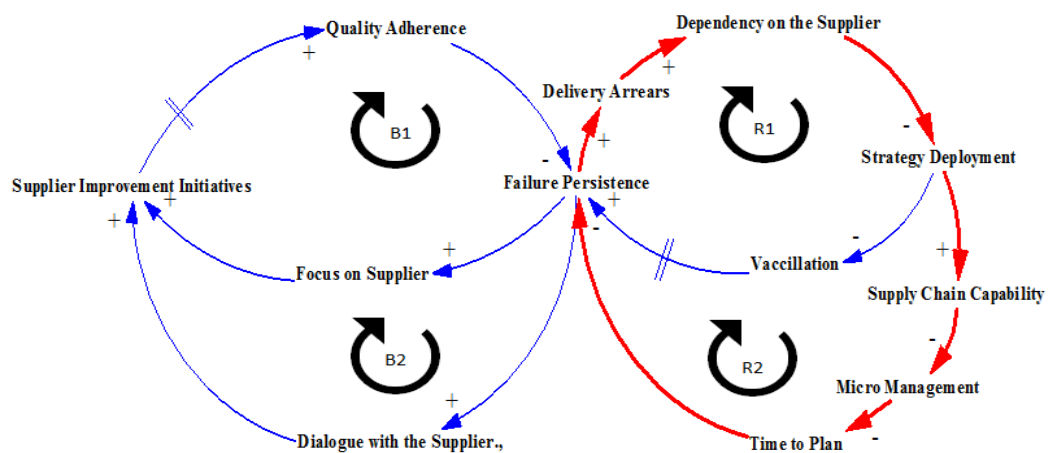 Quality Adherence
Dependency on the Supplier
+
+
Delivery Arrears
B1
R1
+
-
-
Strategy Deployment
Supplier Improvement Initiatives
Failure Persistence
+
+
+
-
-
+
+
Focus on Supplier
Vaccillation
Supply Chain Capability
B2
R2
-
Micro Management
+
-
Dialogue with the Supplier.,
Time to Plan